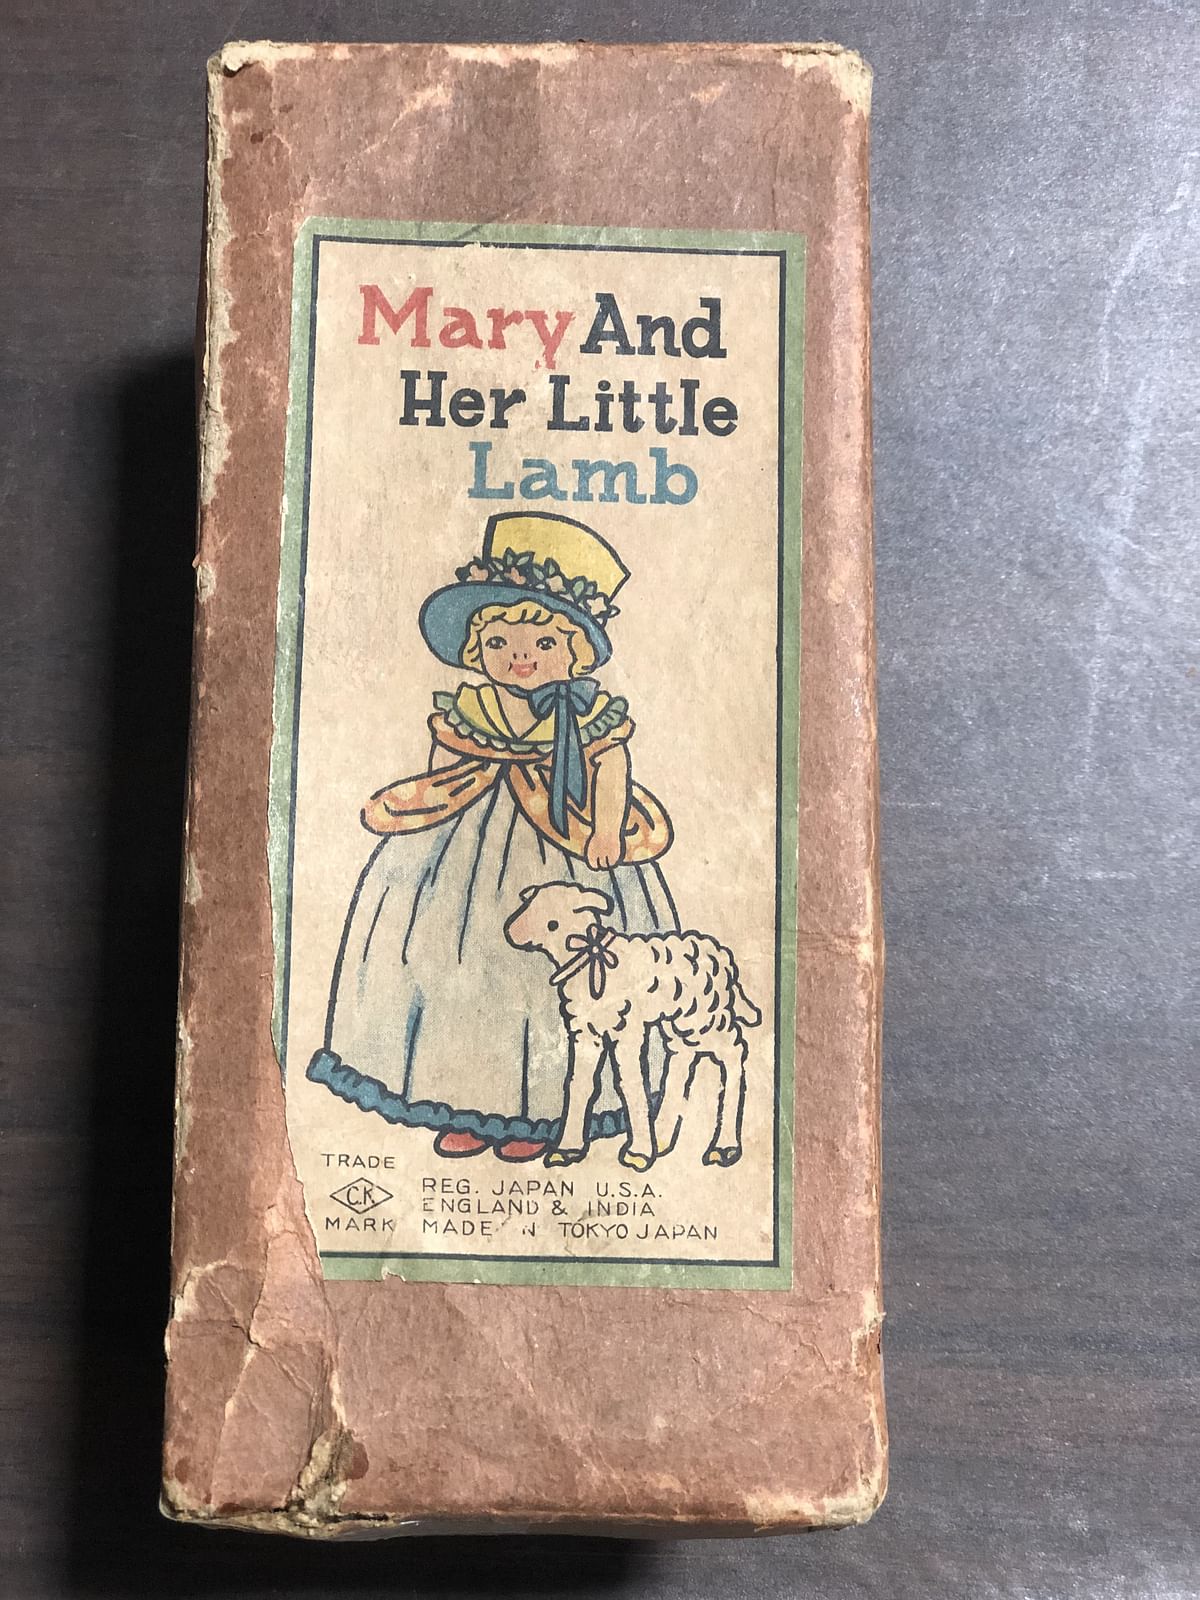 Mary And
Her Little
Lamb
TRADE
C.K
MARK
REG. JAPAN U.S.A.
ENGLAND & INDIA
MADE IN TOKYO JAPAN